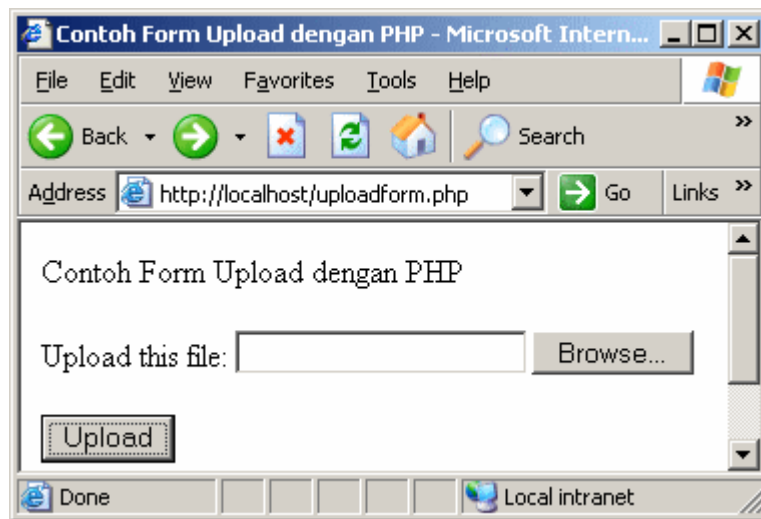 Contoh Form Upload dengan PHP - Microsoft Intern...
File Edit View Favorites Tools Help
Back Search »
Address http://localhost/uploadform.php Go Links »
Contoh Form Upload dengan PHP
Upload this file: Browse...
Upload
Done Local intranet